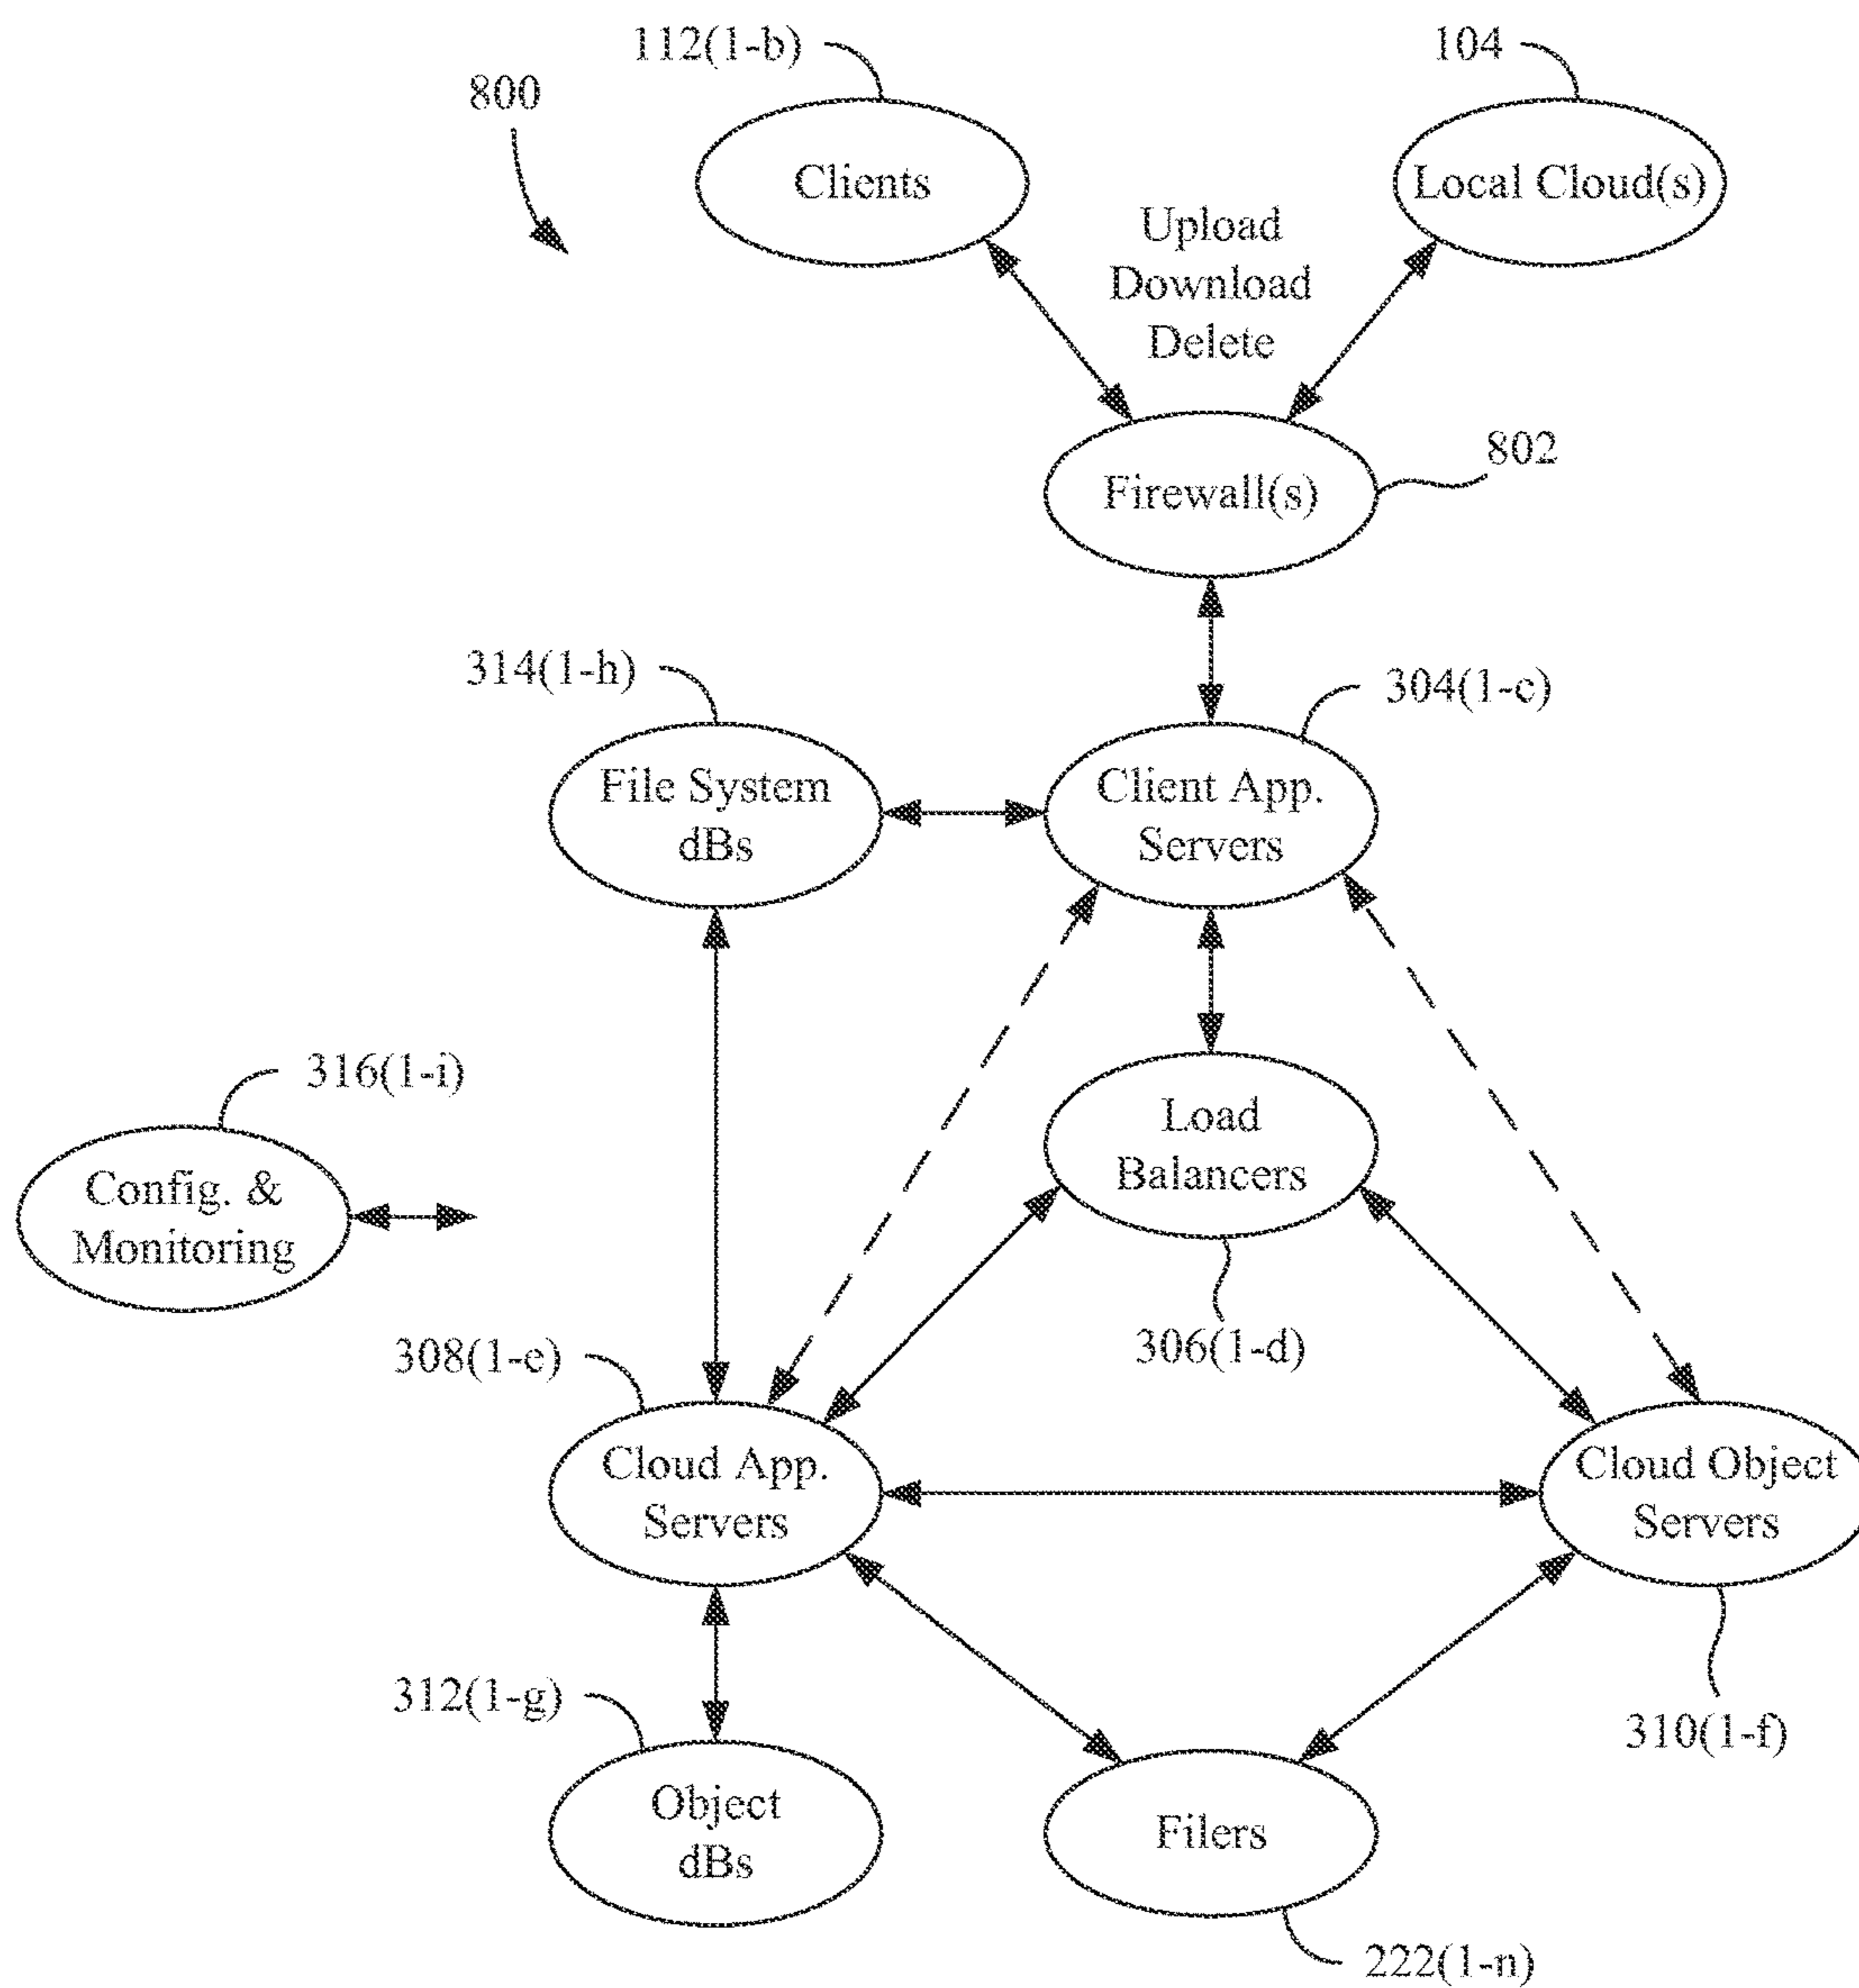 112(1-b)
104
800
Clients
Local Cloud(s)
Upload
Download
Delete
802
Firewall(s)
314(1-h)
304(1-c)
File System
dBs
Client App.
Servers
316(1-i)
Load
Balancers
Config. &
Monitoring
306(1-d)
308(1-e)
Cloud App.
Servers
Cloud Object
Servers
312(1-g)
310(1-f)
Object
dBs
Filers
222(1-n)